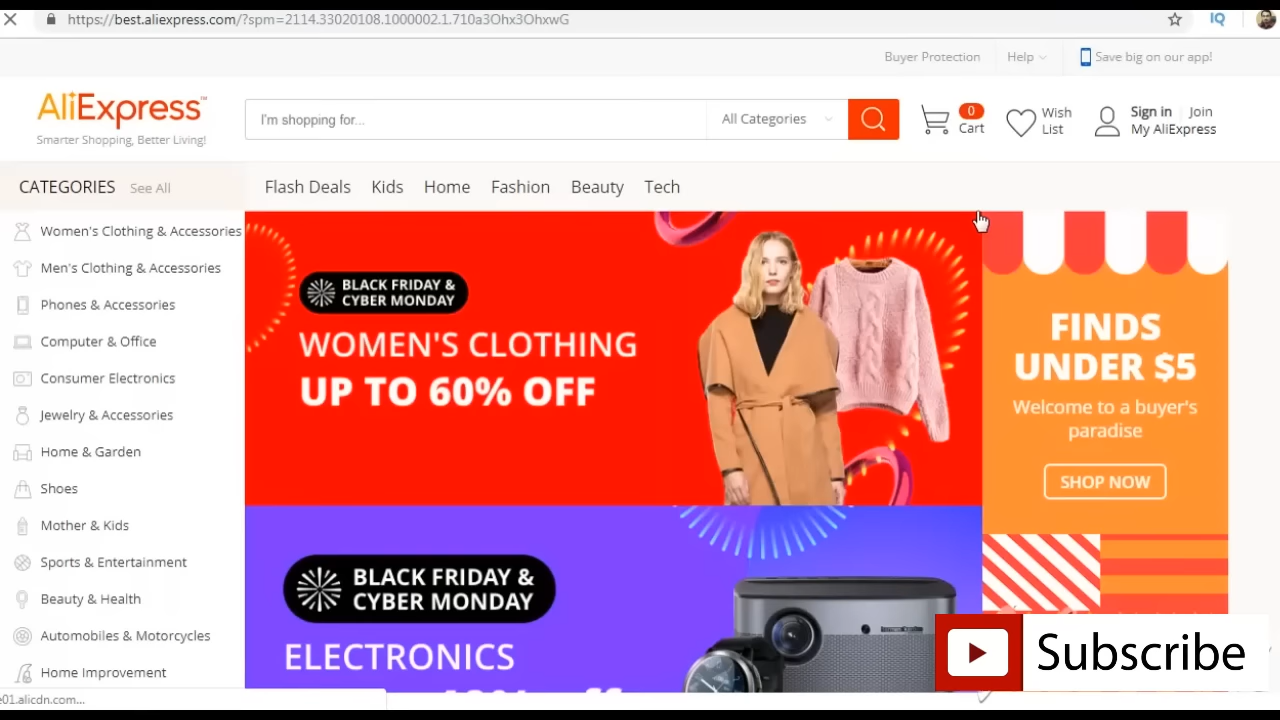 https://best.aliexpress.com/?spm=2114.33020108.1000002.1.710a3Ohx3OhxwG
IQ
Buyer Protection
Help
Save big on our app!
AliExpress™
Smarter Shopping, Better Living!
I'm shopping for...
All Categories
0
Cart
Wish
List
Sign in
Join
My AliExpress
CATEGORIES
See All
Flash Deals
Kids
Home
Fashion
Beauty
Tech
Women's Clothing & Accessories
Men's Clothing & Accessories
Phones & Accessories
Computer & Office
Consumer Electronics
Jewelry & Accessories
Home & Garden
Shoes
Mother & Kids
Sports & Entertainment
Beauty & Health
Automobiles & Motorcycles
Home Improvement
BLACK FRIDAY &
CYBER MONDAY
WOMEN'S CLOTHING
UP TO 60% OFF
FINDS
UNDER $5
Welcome to a buyer's
paradise
SHOP NOW
BLACK FRIDAY &
CYBER MONDAY
ELECTRONICS
off
Subscribe
e01.alicdn.com...